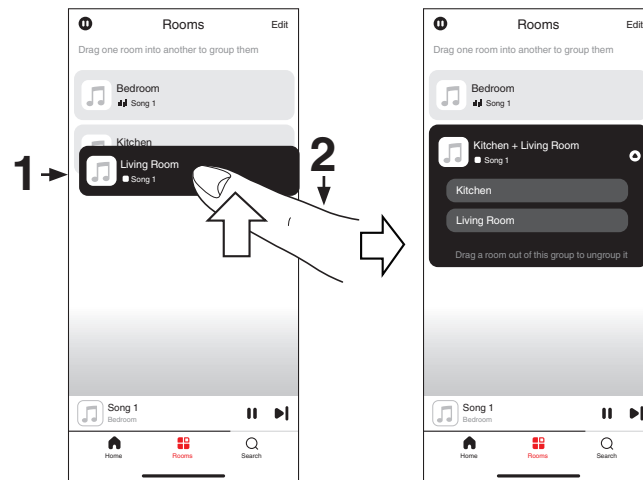 Rooms
Edit
Drag one room into another to group them
Bedroom
Song 1
Kitchen
Living Room
Song 1
1
2
Song 1
Bedroom
Home
Rooms
Search
Rooms
Edit
Drag one room into another to group them
Bedroom
Song 1
Kitchen + Living Room
Song 1
Kitchen
Living Room
Drag a room out of this group to ungroup it
Song 1
Bedroom
Home
Rooms
Search